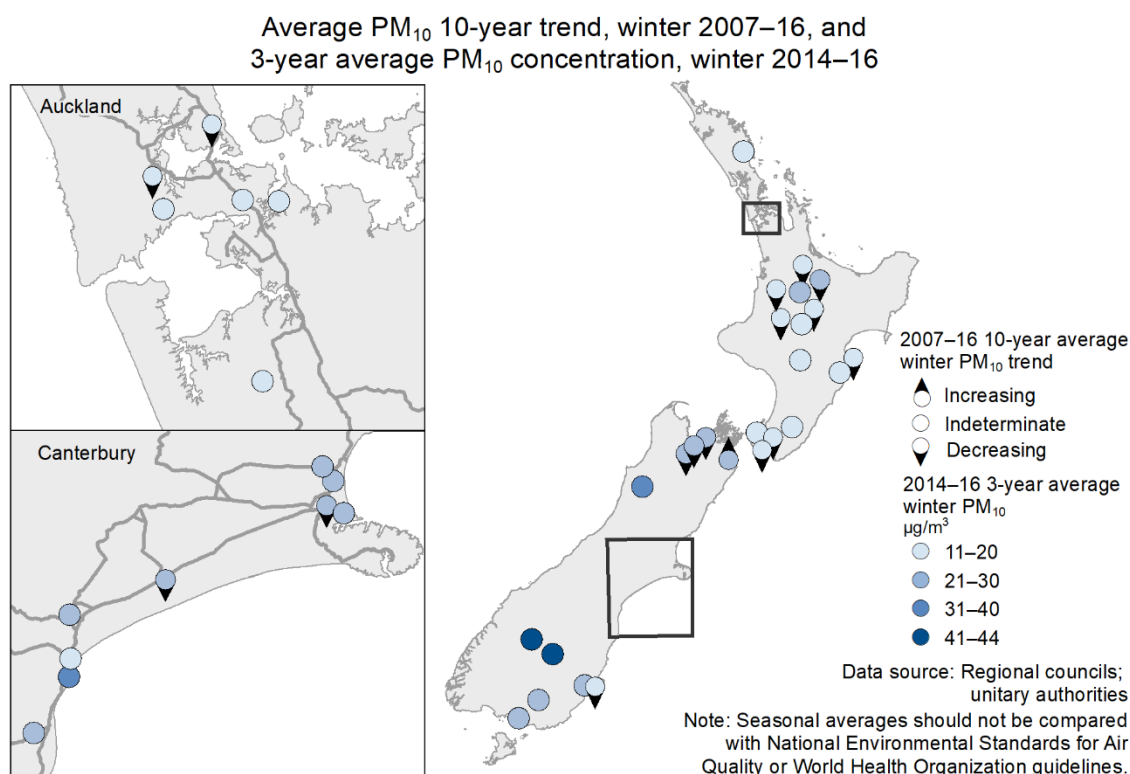 Average PM₁₀ 10-year trend, winter 2007–16, and
3-year average PM₁₀ concentration, winter 2014–16
Auckland
Canterbury
2007–16 10-year average
winter PM₁₀ trend
Increasing
Indeterminate
Decreasing
2014–16 3-year average
winter PM₁₀
µg/m³
11–20
21–30
31–40
41–44
Data source: Regional councils;
unitary authorities
Note: Seasonal averages should not be compared
with National Environmental Standards for Air
Quality or World Health Organization guidelines.